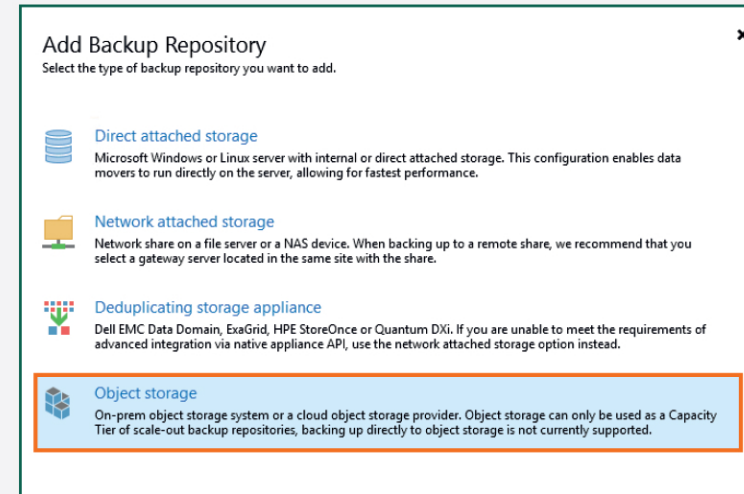 Add Backup Repository
Select the type of backup repository you want to add.
Direct attached storage
Microsoft Windows or Linux server with internal or direct attached storage. This configuration enables data
movers to run directly on the server, allowing for fastest performance.
Network attached storage
Network share on a file server or a NAS device. When backing up to a remote share, we recommend that you
select a gateway server located in the same site with the share.
Deduplicating storage appliance
Dell EMC Data Domain, ExaGrid, HPE StoreOnce or Quantum DXi. If you are unable to meet the requirements of
advanced integration via native appliance API, use the network attached storage option instead.
Object storage
On-prem object storage system or a cloud object storage provider. Object storage can only be used as a Capacity
Tier of scale-out backup repositories, backing up directly to object storage is not currently supported.